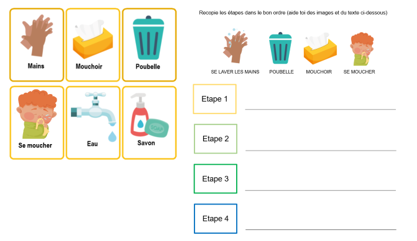 Mains
Mouchoir
Poubelle
Se moucher
Eau
Savon
Recopie les étapes dans le bon ordre (aide toi des images et du texte ci-dessous)
SE LAVER LES MAINS
POUBELLE
MOUCHOIR
SE MOUCHER
Etape 1
Etape 2
Etape 3
Etape 4